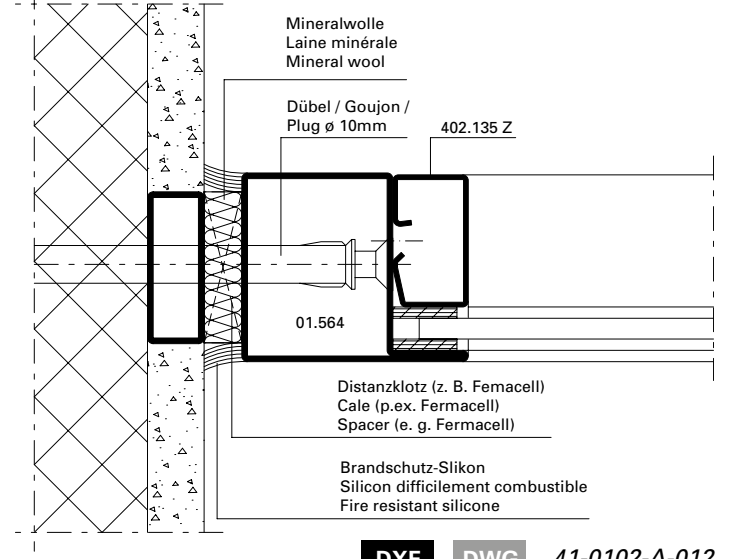 Mineralwolle
Laine minérale
Mineral wool
Dübel / Goujon /
Plug ø 10mm
402.135 Z
01.564
Distanzklotz (z. B. Femacell)
Cale (p.ex. Fermacell)
Spacer (e. g. Fermacell)
Brandschutz-Slikon
Silicon difficilement combustible
Fire resistant silicone
DXF DWG 41-0102-A-012